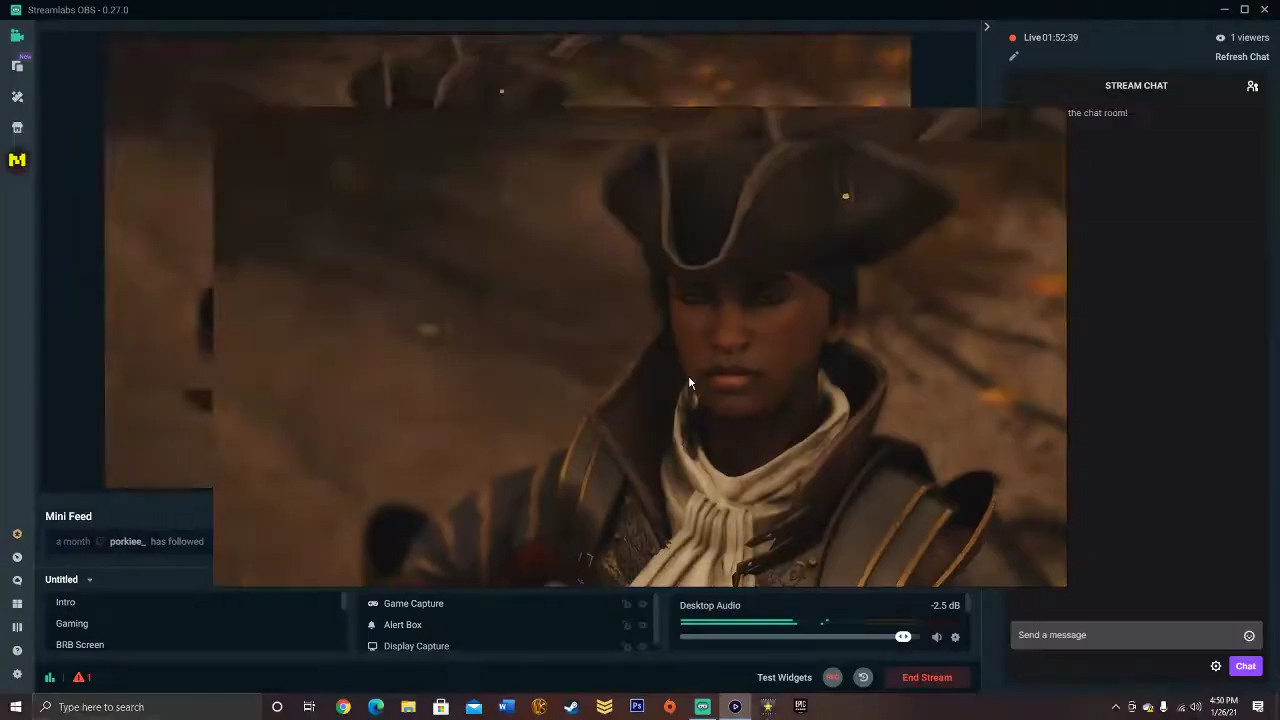 Streamlabs OBS - 0.27.0
New
Live 01:52:39
1 viewers
Refresh Chat
STREAM CHAT
the chat room!
Mini Feed
a month porkiee_ has followed
Untitled
Intro
Gaming
BRB Screen
Game Capture
Alert Box
Display Capture
Desktop Audio
-2.5 dB
Send a message
Chat
1
Test Widgets
REC
End Stream
Type here to search
4:50 PM
1/26/21